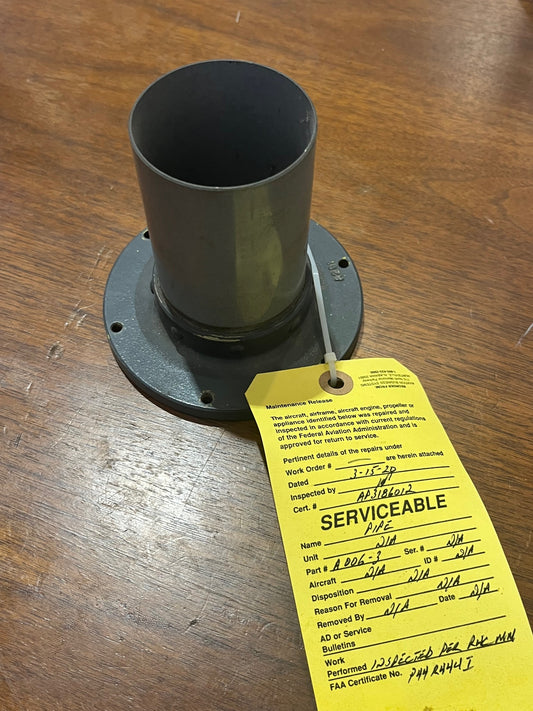 Maintenance Release
The aircraft, airframe, aircraft engine, propeller or
appliance identified below was repaired and
inspected in accordance with current regulations
of the Federal Aviation Administration and is
approved for return to service.
Pertinent details of the repairs under
Work Order # are herein attached
Dated 3-15-20
Inspected by
Cert. # AP3186012
SERVICEABLE
Name PIPE
Unit N/A
Part # A006-3 Ser. # N/A
Aircraft N/A ID # N/A
Disposition N/A
Reason For Removal N/A
Removed By N/A Date N/A
AD or Service
Bulletins
Work
Performed INSPECTED PER RHC MM
FAA Certificate No. P44 R44 I